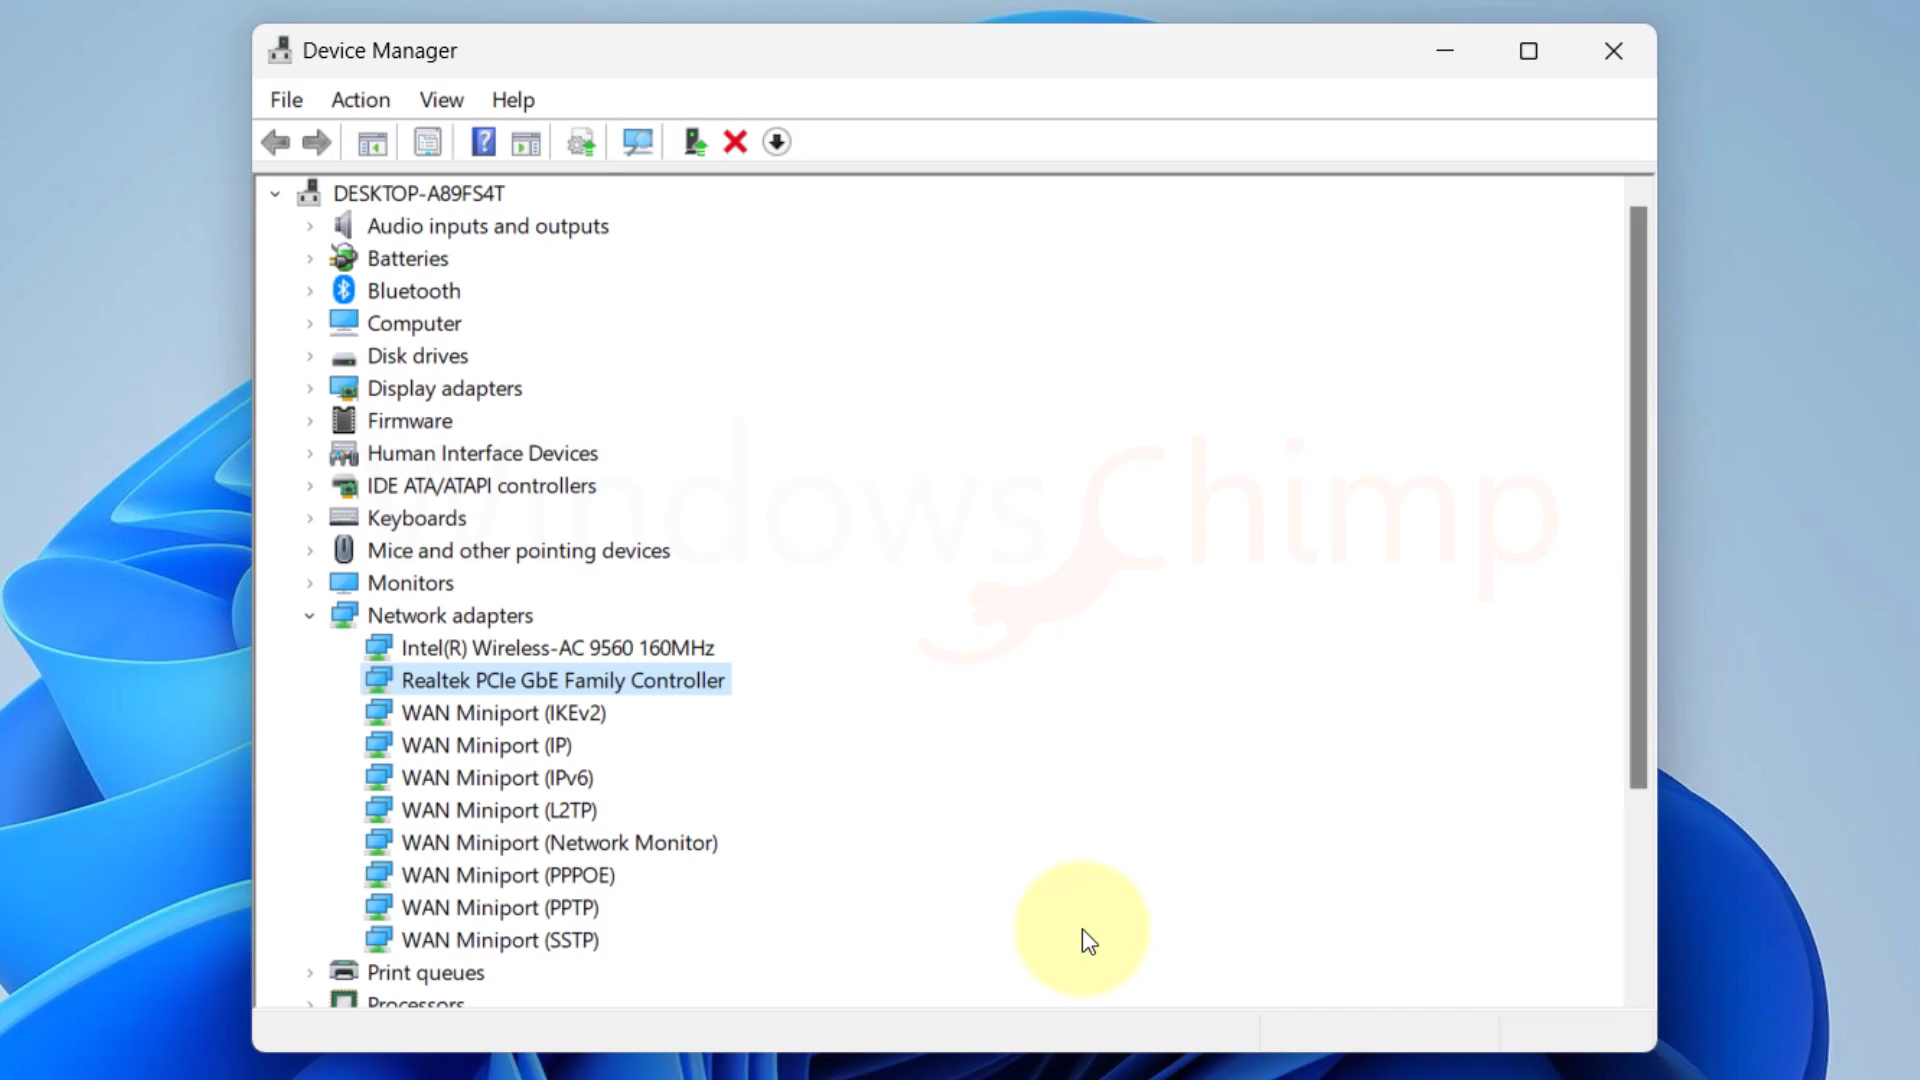 Device Manager
File Action View Help
DESKTOP-A89FS4T
Audio inputs and outputs
Batteries
Bluetooth
Computer
Disk drives
Display adapters
Firmware
Human Interface Devices
IDE ATA/ATAPI controllers
Keyboards
Mice and other pointing devices
Monitors
Network adapters
Intel(R) Wireless-AC 9560 160MHz
Realtek PCIe GbE Family Controller
WAN Miniport (IKEv2)
WAN Miniport (IP)
WAN Miniport (IPv6)
WAN Miniport (L2TP)
WAN Miniport (Network Monitor)
WAN Miniport (PPPOE)
WAN Miniport (PPTP)
WAN Miniport (SSTP)
Print queues
Processors
WindowsChimp